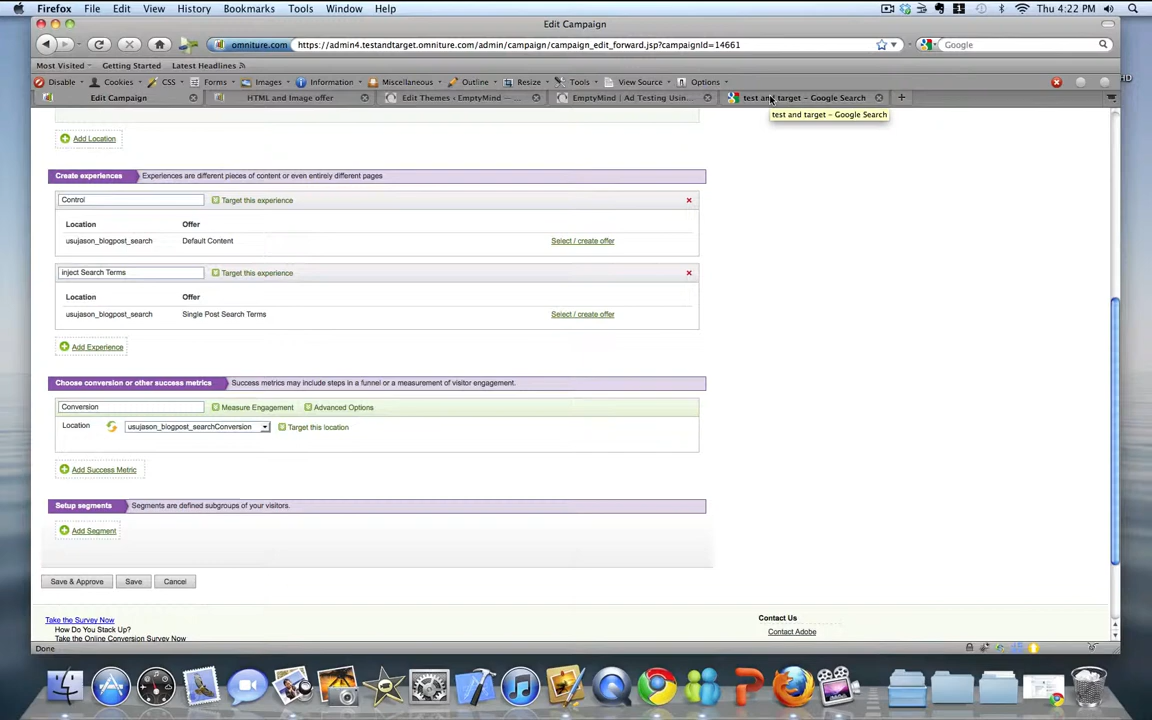 Firefox File Edit View History Bookmarks Tools Window Help Thu 4:22 PM
Edit Campaign
omniture.com https://admin4.testandtarget.omniture.com/admin/campaign/campaign_edit_forward.jsp?campaignId=14661 Google
Most Visited Getting Started Latest Headlines
Disable Cookies CSS Forms Images Information Miscellaneous Outline Resize Tools View Source Options
Edit Campaign HTML and Image offer Edit Themes ‹ EmptyMind — ... EmptyMind | Ad Testing Usin... test and target – Google Search
test and target – Google Search
Add Location
Create experiences Experiences are different pieces of content or even entirely different pages
Control Target this experience
Location Offer
usujason_blogpost_search Default Content Select / create offer
inject Search Terms Target this experience
Location Offer
usujason_blogpost_search Single Post Search Terms Select / create offer
Add Experience
Choose conversion or other success metrics Success metrics may include steps in a funnel or a measurement of visitor engagement.
Conversion Measure Engagement Advanced Options
Location usujason_blogpost_searchConversion Target this location
Add Success Metric
Setup segments Segments are defined subgroups of your visitors.
Add Segment
Save & Approve Save Cancel
Take the Survey Now Contact Us
How Do You Stack Up?
Take the Online Conversion Survey Now Contact Adobe
Done